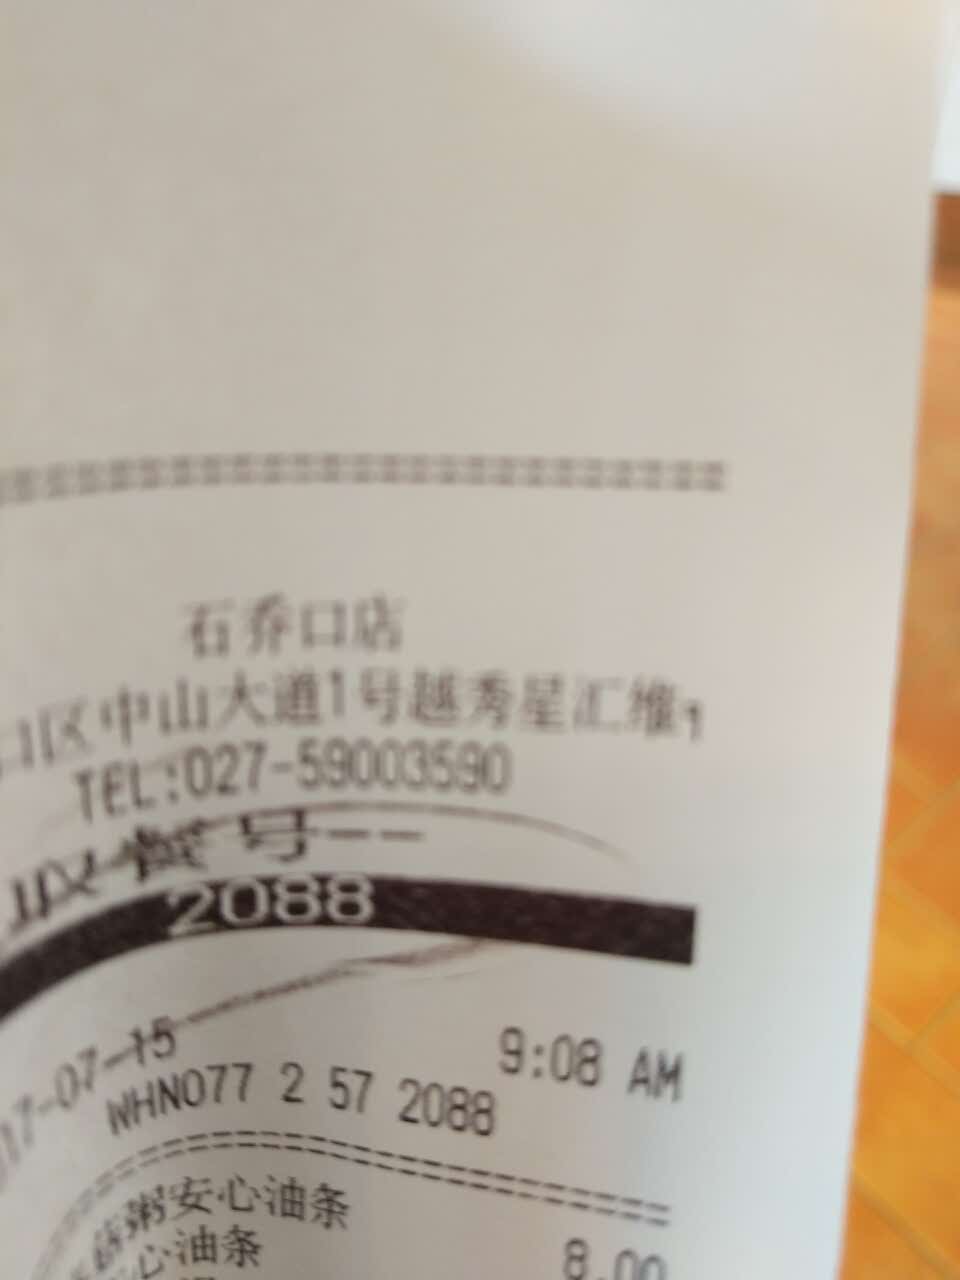 石乔口店
口区中山大道1号越秀星汇维1
TEL:027-59003590
取餐号--
2088
017-07-15 9:08 AM
WHN077 2 57 2088
粥安心油条 8.00
心油条